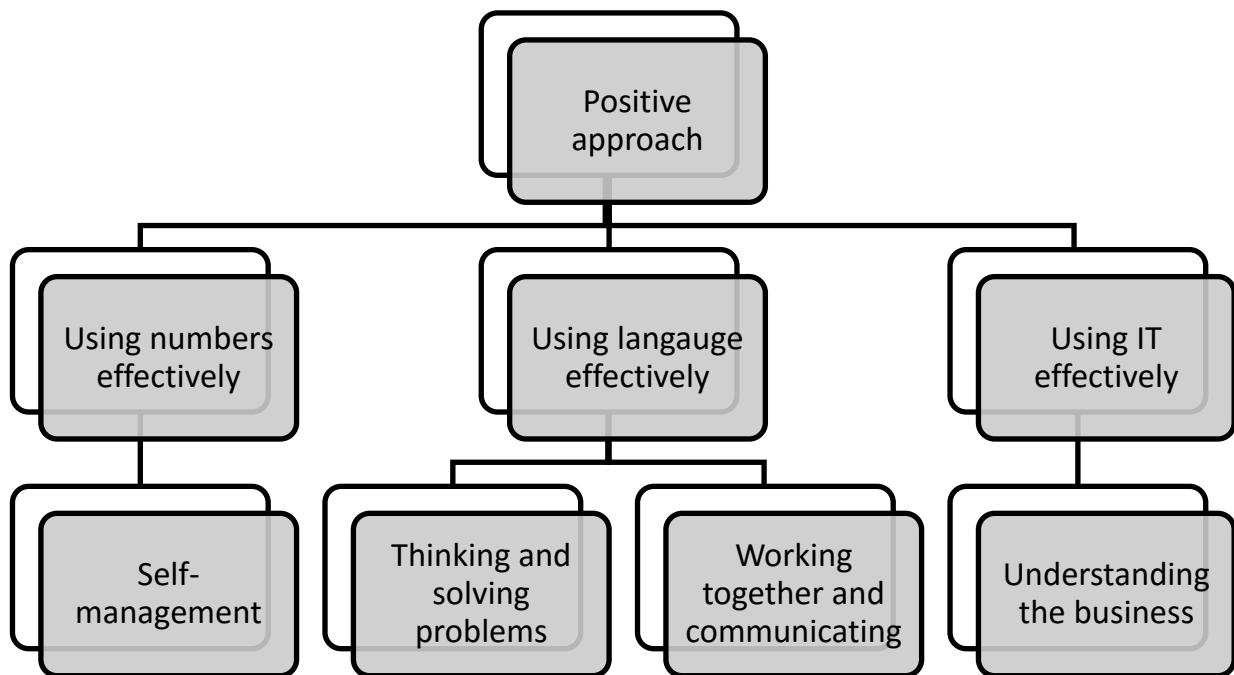 Positive
approach
Using numbers
effectively
Using langauge
effectively
Using IT
effectively
Self-
management
Thinking and
solving
problems
Working
together and
communicating
Understanding
the business